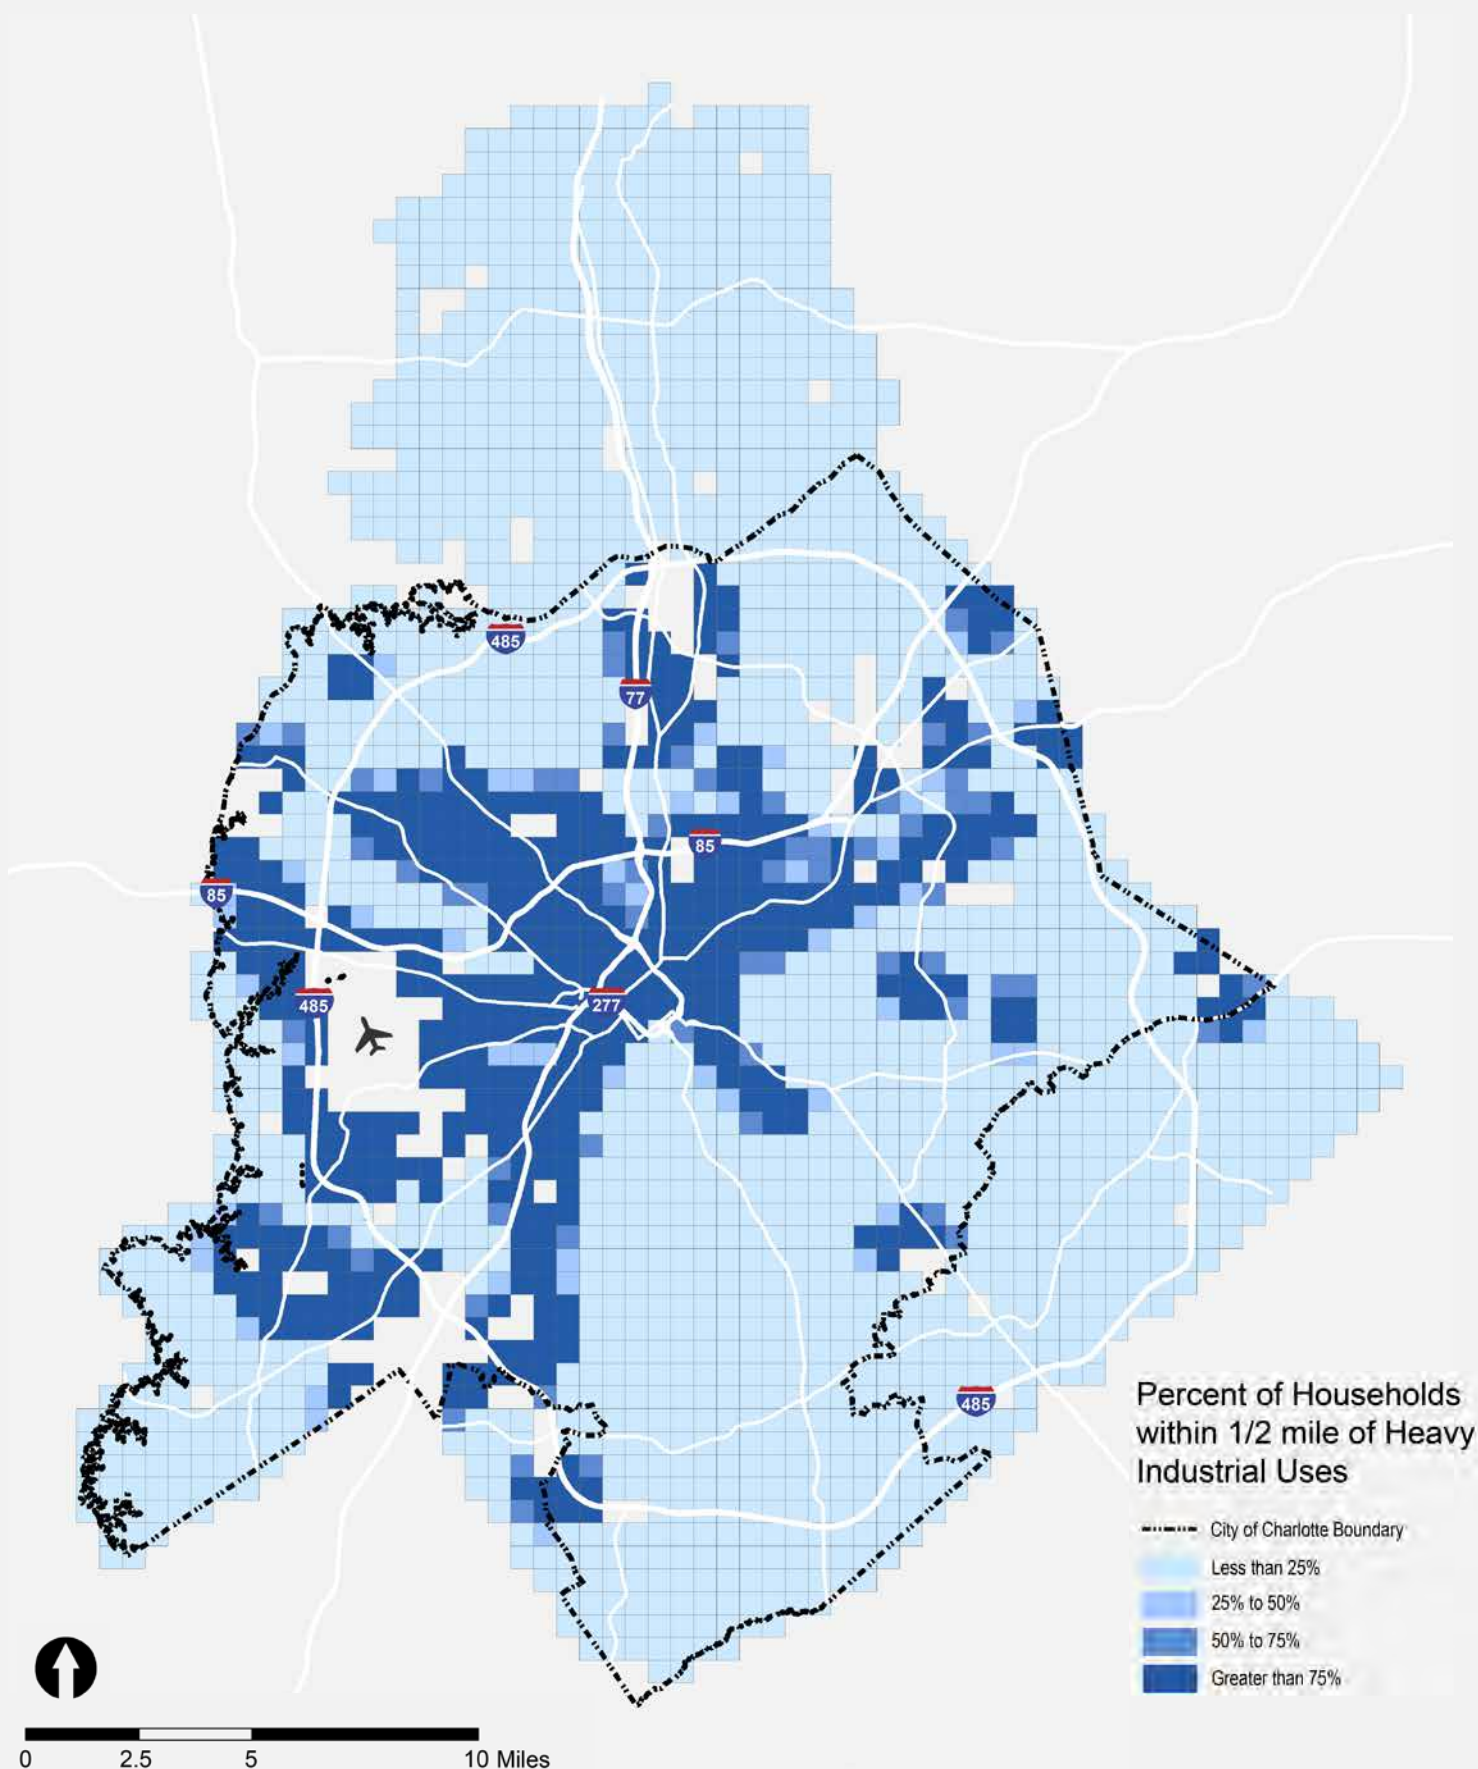 485
77
85
85
485
277
485
Percent of Households
within 1/2 mile of Heavy
Industrial Uses
City of Charlotte Boundary
Less than 25%
25% to 50%
50% to 75%
Greater than 75%
0 2.5 5 10 Miles